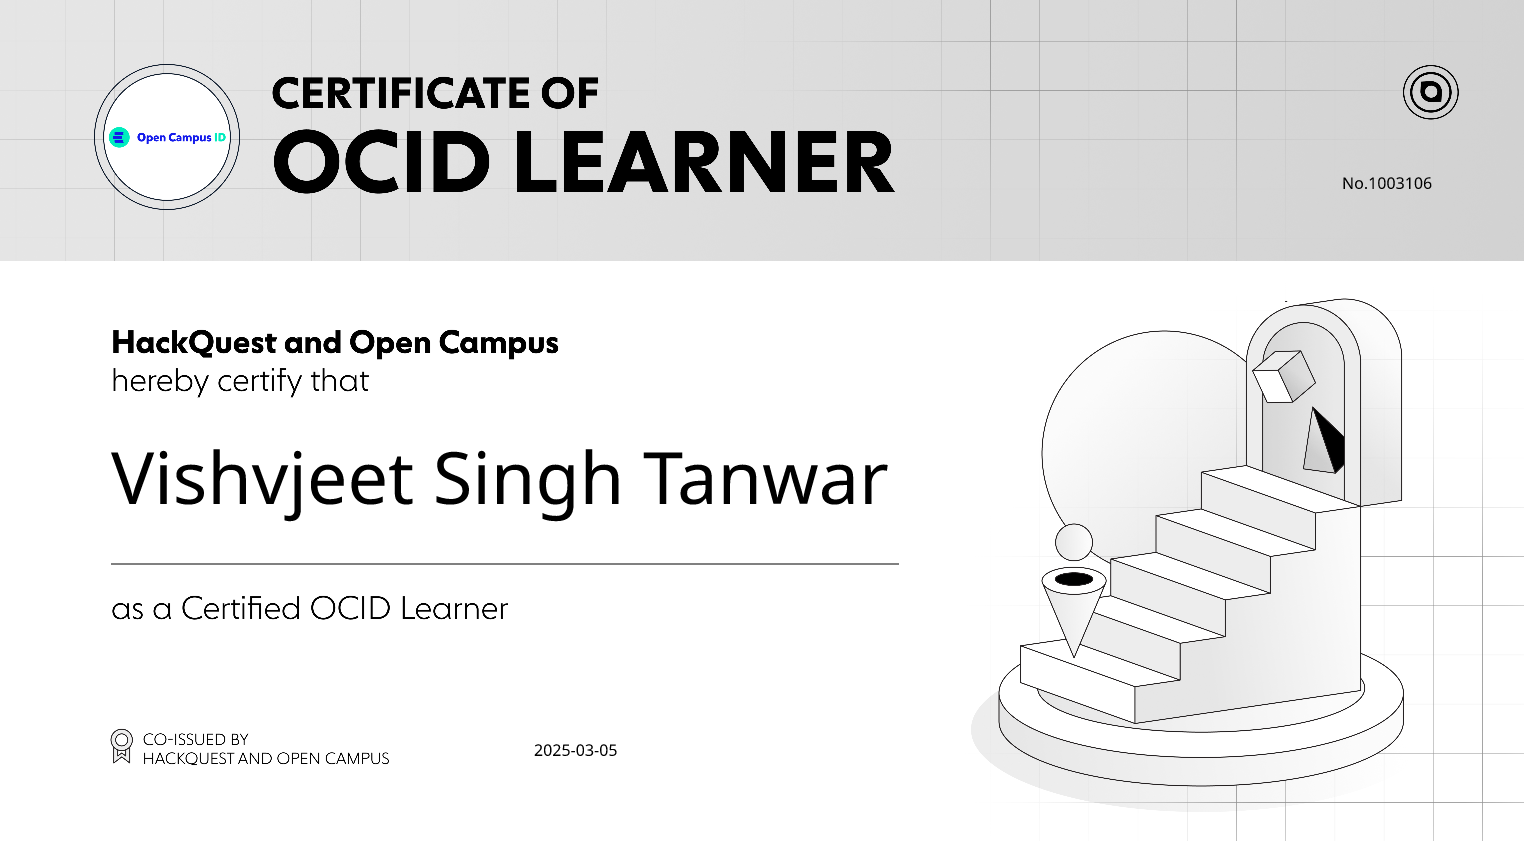 Open Campus ID
CERTIFICATE OF
OCID LEARNER
No.1003106
HackQuest and Open Campus
hereby certify that
Vishvjeet Singh Tanwar
as a Certified OCID Learner
CO-ISSUED BY
HACKQUEST AND OPEN CAMPUS
2025-03-05